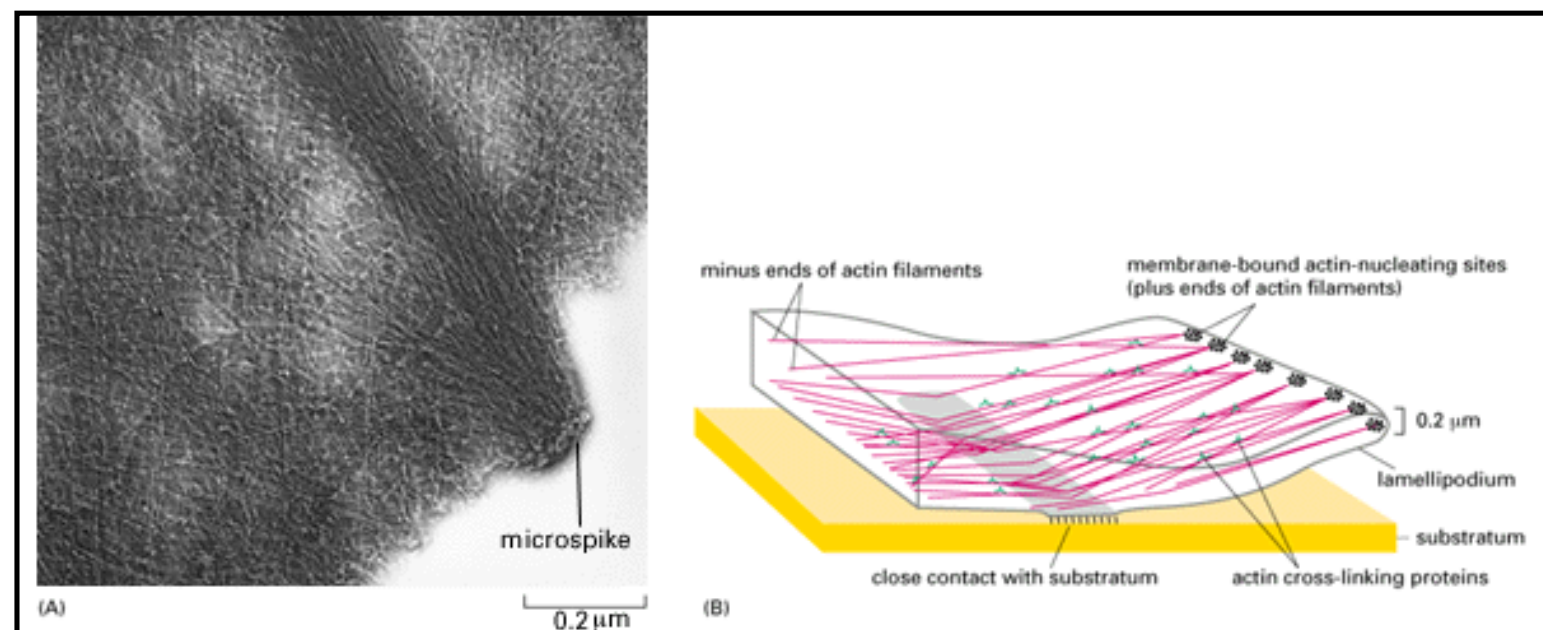 microspike
(A)
0.2 μm
minus ends of actin filaments
membrane-bound actin-nucleating sites
(plus ends of actin filaments)
0.2 μm
lamellipodium
substratum
close contact with substratum
actin cross-linking proteins
(B)